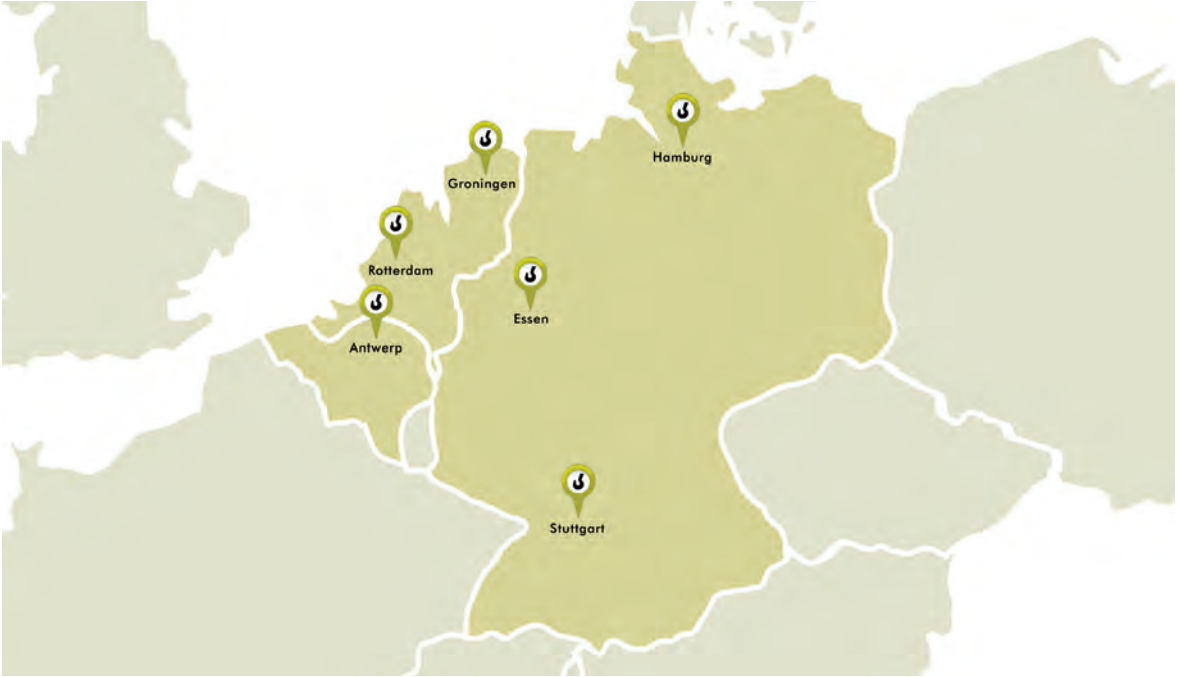 Hamburg
Groningen
Rotterdam
Essen
Antwerp
Stuttgart